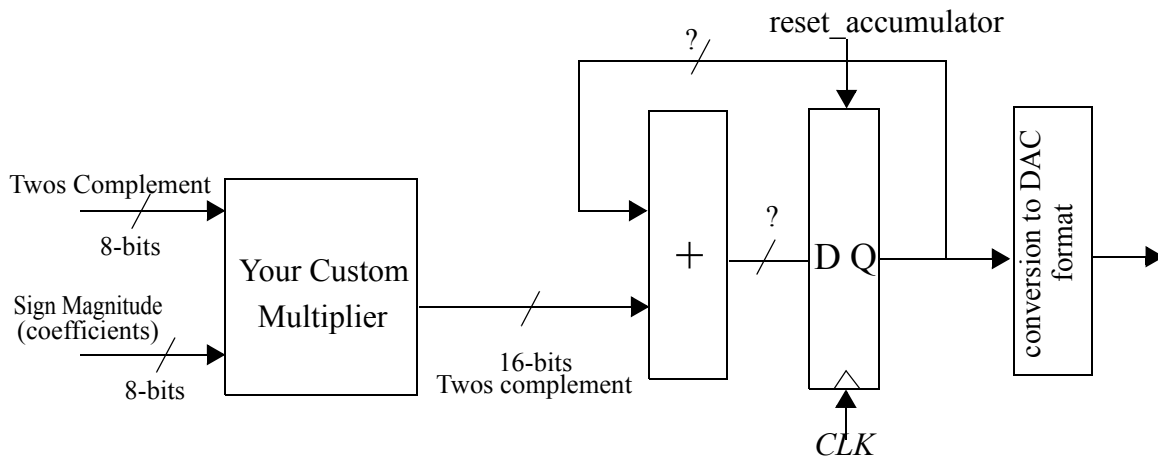 reset_accumulator
?
Twos Complement
8-bits
Your Custom
Multiplier
Sign Magnitude
(coefficients)
8-bits
16-bits
Twos complement
+
?
D Q
CLK
conversion to DAC
format